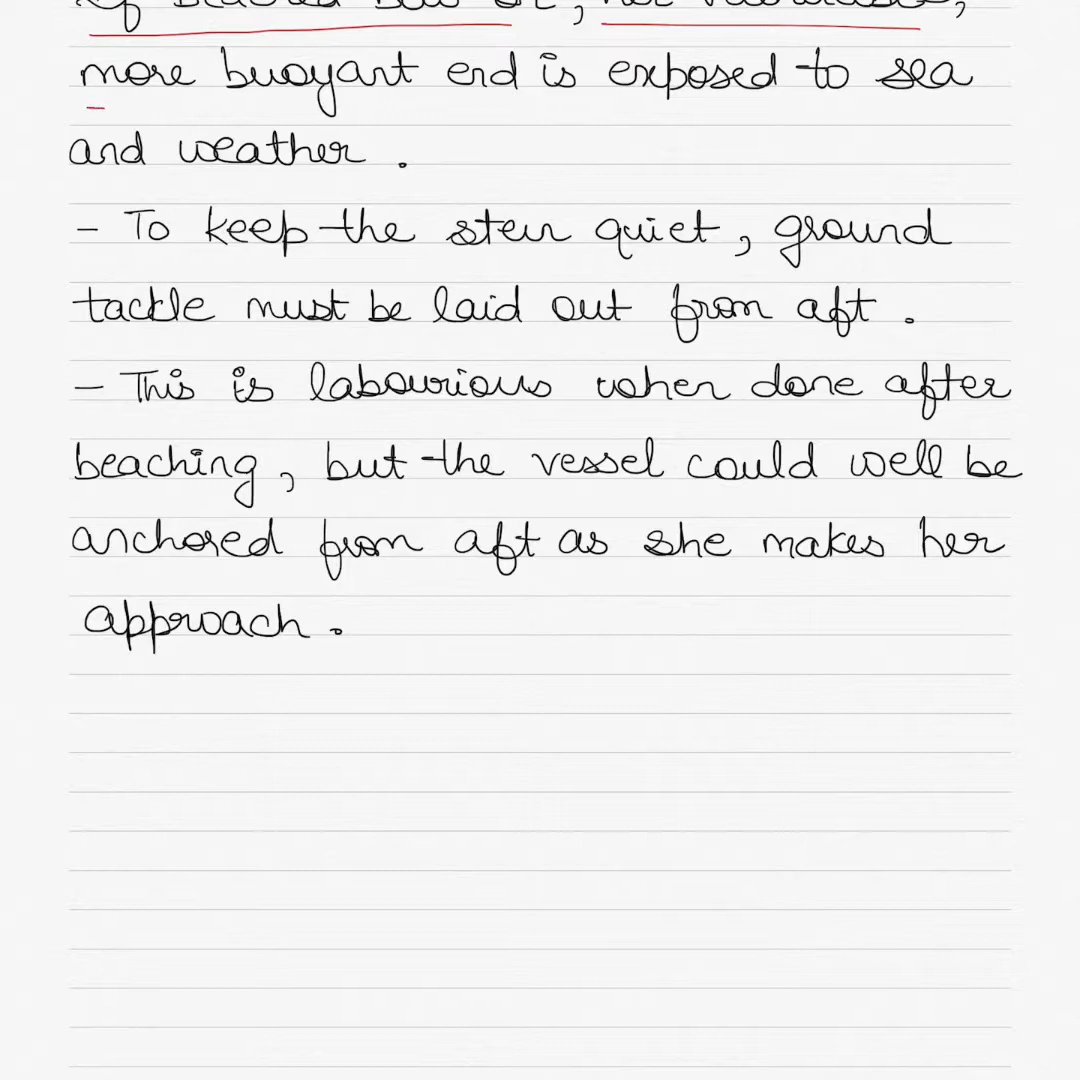 more buoyant end is exposed to sea
and weather .
- To keep the stern quiet, ground
tackle must be laid out from aft .
- This is labourious when done after
beaching, but the vessel could well be
anchored from aft as she makes her
approach .